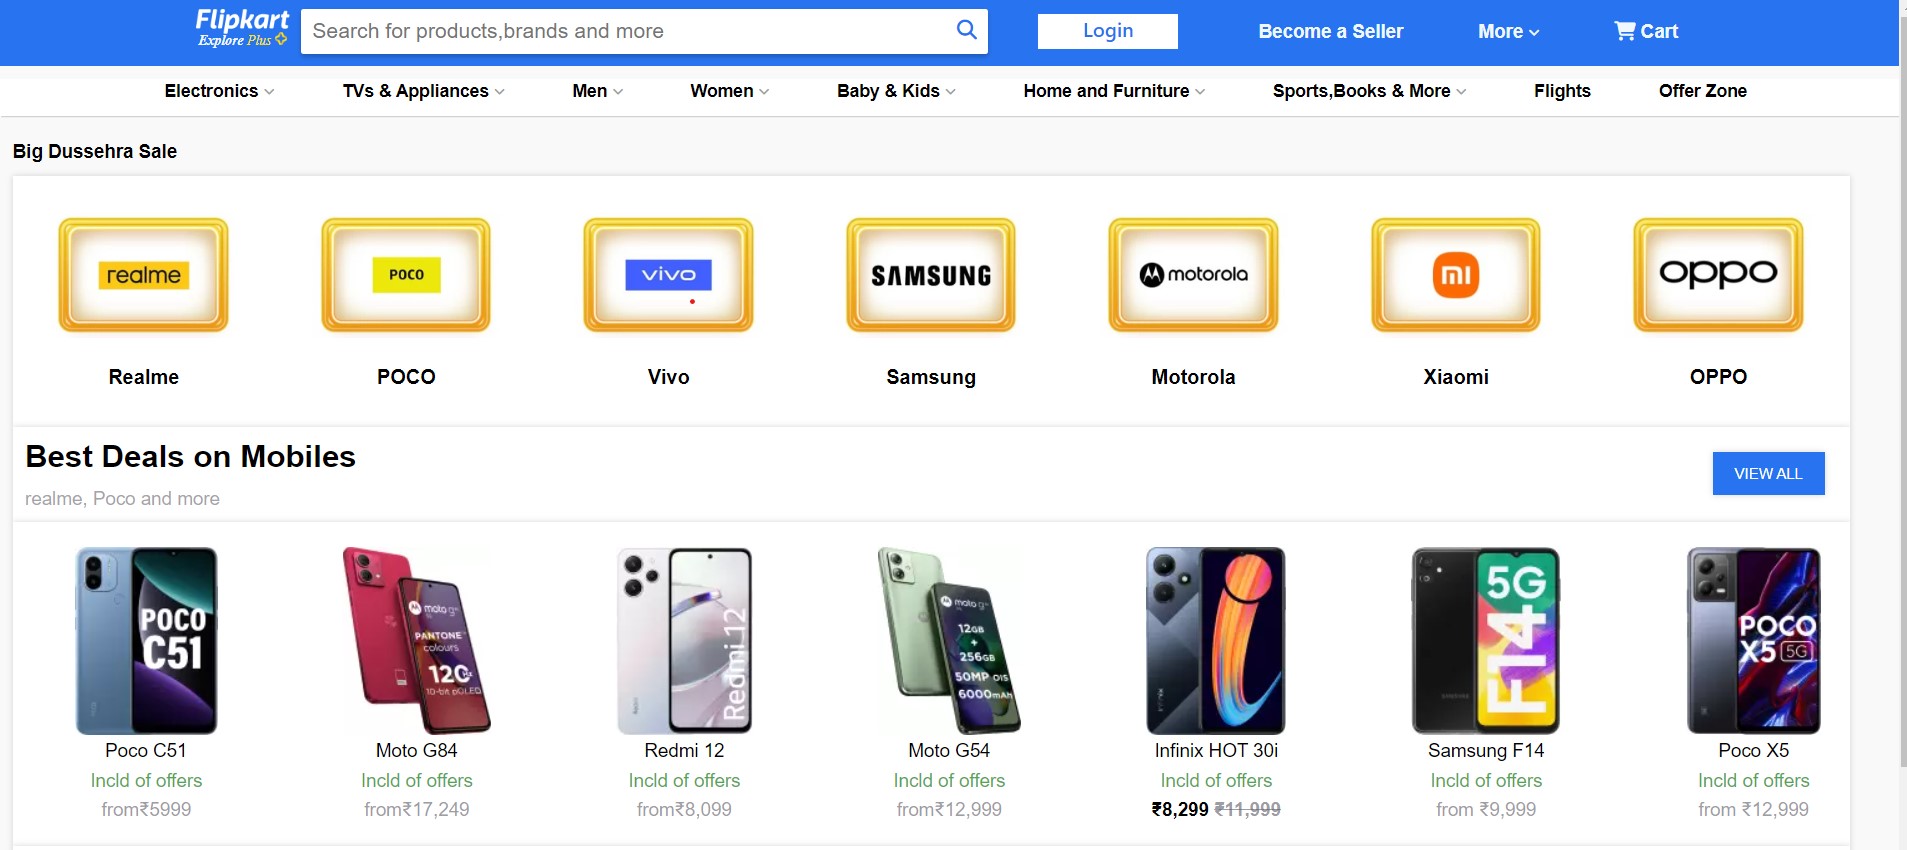 Flipkart
Explore Plus
Search for products,brands and more
Login
Become a Seller
More
Cart
Electronics
TVs & Appliances
Men
Women
Baby & Kids
Home and Furniture
Sports,Books & More
Flights
Offer Zone
Big Dussehra Sale
realme
POCO
vivo
SAMSUNG
motorola
mi
oppo
Realme
POCO
Vivo
Samsung
Motorola
Xiaomi
OPPO
Best Deals on Mobiles
realme, Poco and more
VIEW ALL
POCO
C51
moto g
PANTONE
colours
120Hz
10-bit pOLED
Redmi 12
moto g
12GB
+
256GB
50MP OIS
6000mAh
5G
F14
SAMSUNG
POCO
X5 5G
Poco C51
Moto G84
Redmi 12
Moto G54
Infinix HOT 30i
Samsung F14
Poco X5
Incld of offers
Incld of offers
Incld of offers
Incld of offers
Incld of offers
Incld of offers
Incld of offers
from₹5999
from₹17,249
from₹8,099
from₹12,999
₹8,299 ₹11,999
from ₹9,999
from ₹12,999